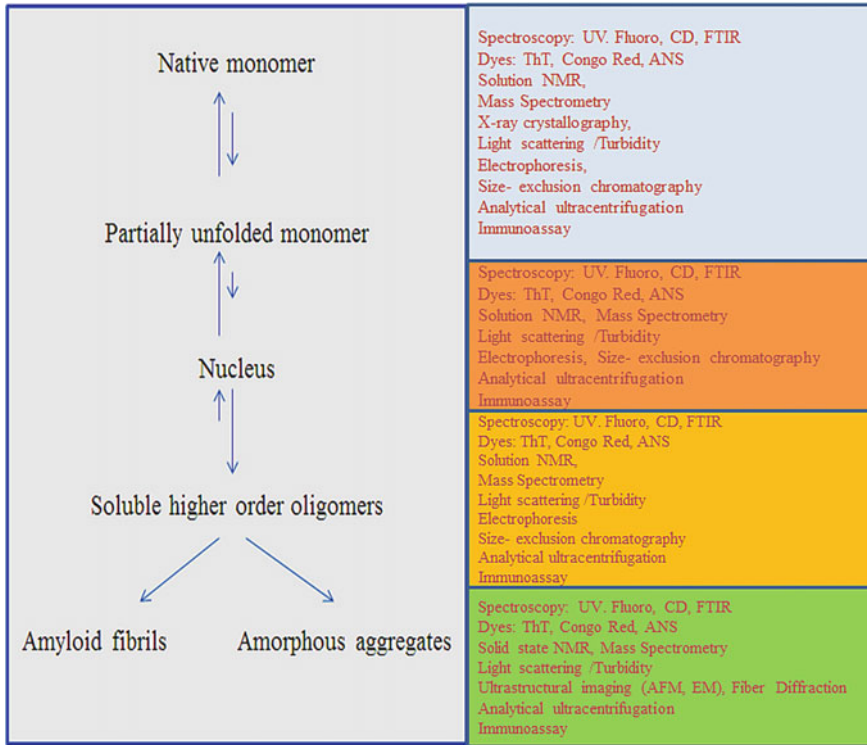 Native monomer
Partially unfolded monomer
Nucleus
Soluble higher order oligomers
Amyloid fibrils
Amorphous aggregates
Spectroscopy: UV. Fluoro, CD, FTIR
Dyes: ThT, Congo Red, ANS
Solution NMR,
Mass Spectrometry
X-ray crystallography,
Light scattering /Turbidity
Electrophoresis,
Size- exclusion chromatography
Analytical ultracentrifugation
Immunoassay
Spectroscopy: UV. Fluoro, CD, FTIR
Dyes: ThT, Congo Red, ANS
Solution NMR, Mass Spectrometry
Light scattering /Turbidity
Electrophoresis, Size- exclusion chromatography
Analytical ultracentrifugation
Immunoassay
Spectroscopy: UV. Fluoro, CD, FTIR
Dyes: ThT, Congo Red, ANS
Solution NMR,
Mass Spectrometry
Light scattering /Turbidity
Electrophoresis
Size- exclusion chromatography
Analytical ultracentrifugation
Immunoassay
Spectroscopy: UV. Fluoro, CD, FTIR
Dyes: ThT, Congo Red, ANS
Solid state NMR, Mass Spectrometry
Light scattering /Turbidity
Ultrastructural imaging (AFM, EM), Fiber Diffraction
Analytical ultracentrifugation
Immunoassay